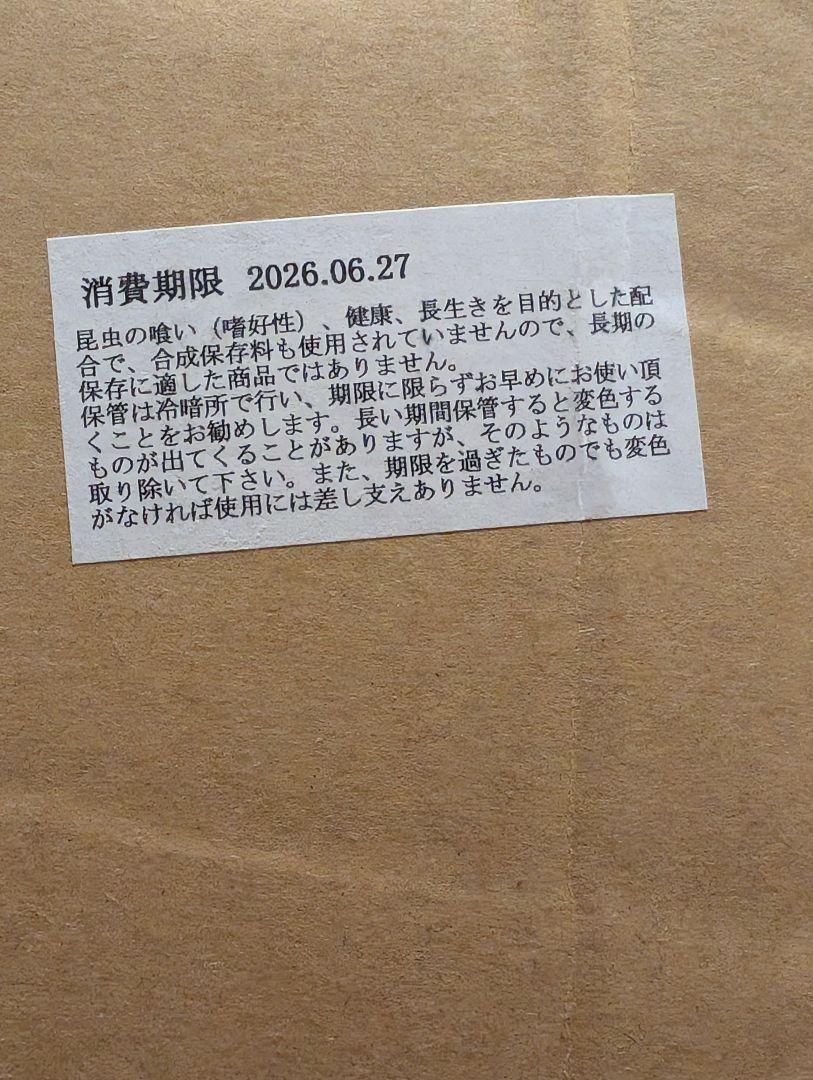 消費期限 2026.06.27
昆虫の喰い（嗜好性）、健康、長生きを目的とした配
合で、合成保存料も使用されていませんので、長期の
保存に適した商品ではありません。
保管は冷暗所で行い、期限に限らずお早めにお使い頂
くことをお勧めします。長い期間保管すると変色する
ものが出てくることがありますが、そのようなものは
取り除いて下さい。また、期限を過ぎたものでも変色
がなければ使用には差し支えありません。